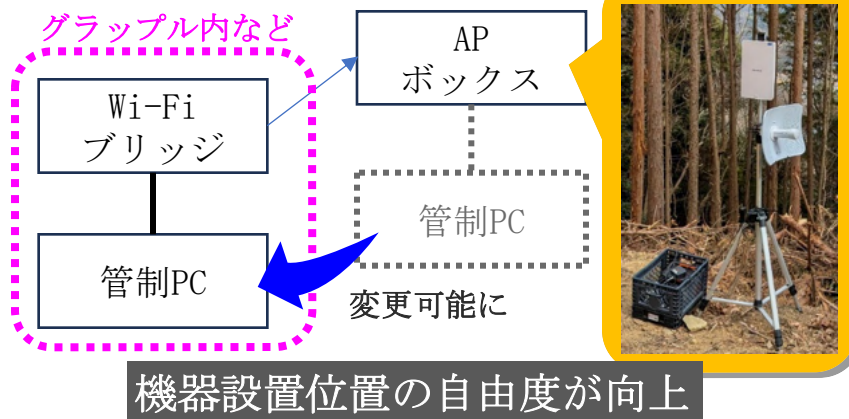 グラップル内など
Wi-Fi
ブリッジ
管制PC
AP
ボックス
管制PC
変更可能に
機器設置位置の自由度が向上